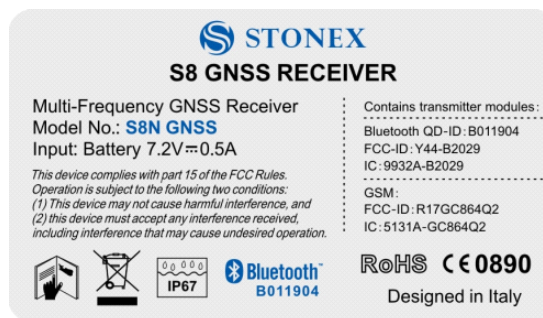 STONEX
S8 GNSS RECEIVER
Multi-Frequency GNSS Receiver
Model No.: S8N GNSS
Input: Battery 7.2V⎓0.5A
This device complies with part 15 of the FCC Rules.
Operation is subject to the following two conditions:
(1) This device may not cause harmful interference, and
(2) this device must accept any interference received,
including interference that may cause undesired operation.
Contains transmitter modules:
Bluetooth QD-ID: B011904
FCC-ID: Y44-B2029
IC: 9932A-B2029
GSM:
FCC-ID: R17GC864Q2
IC: 5131A-GC864Q2
IP67
Bluetooth™
B011904
RoHS CE0890
Designed in Italy